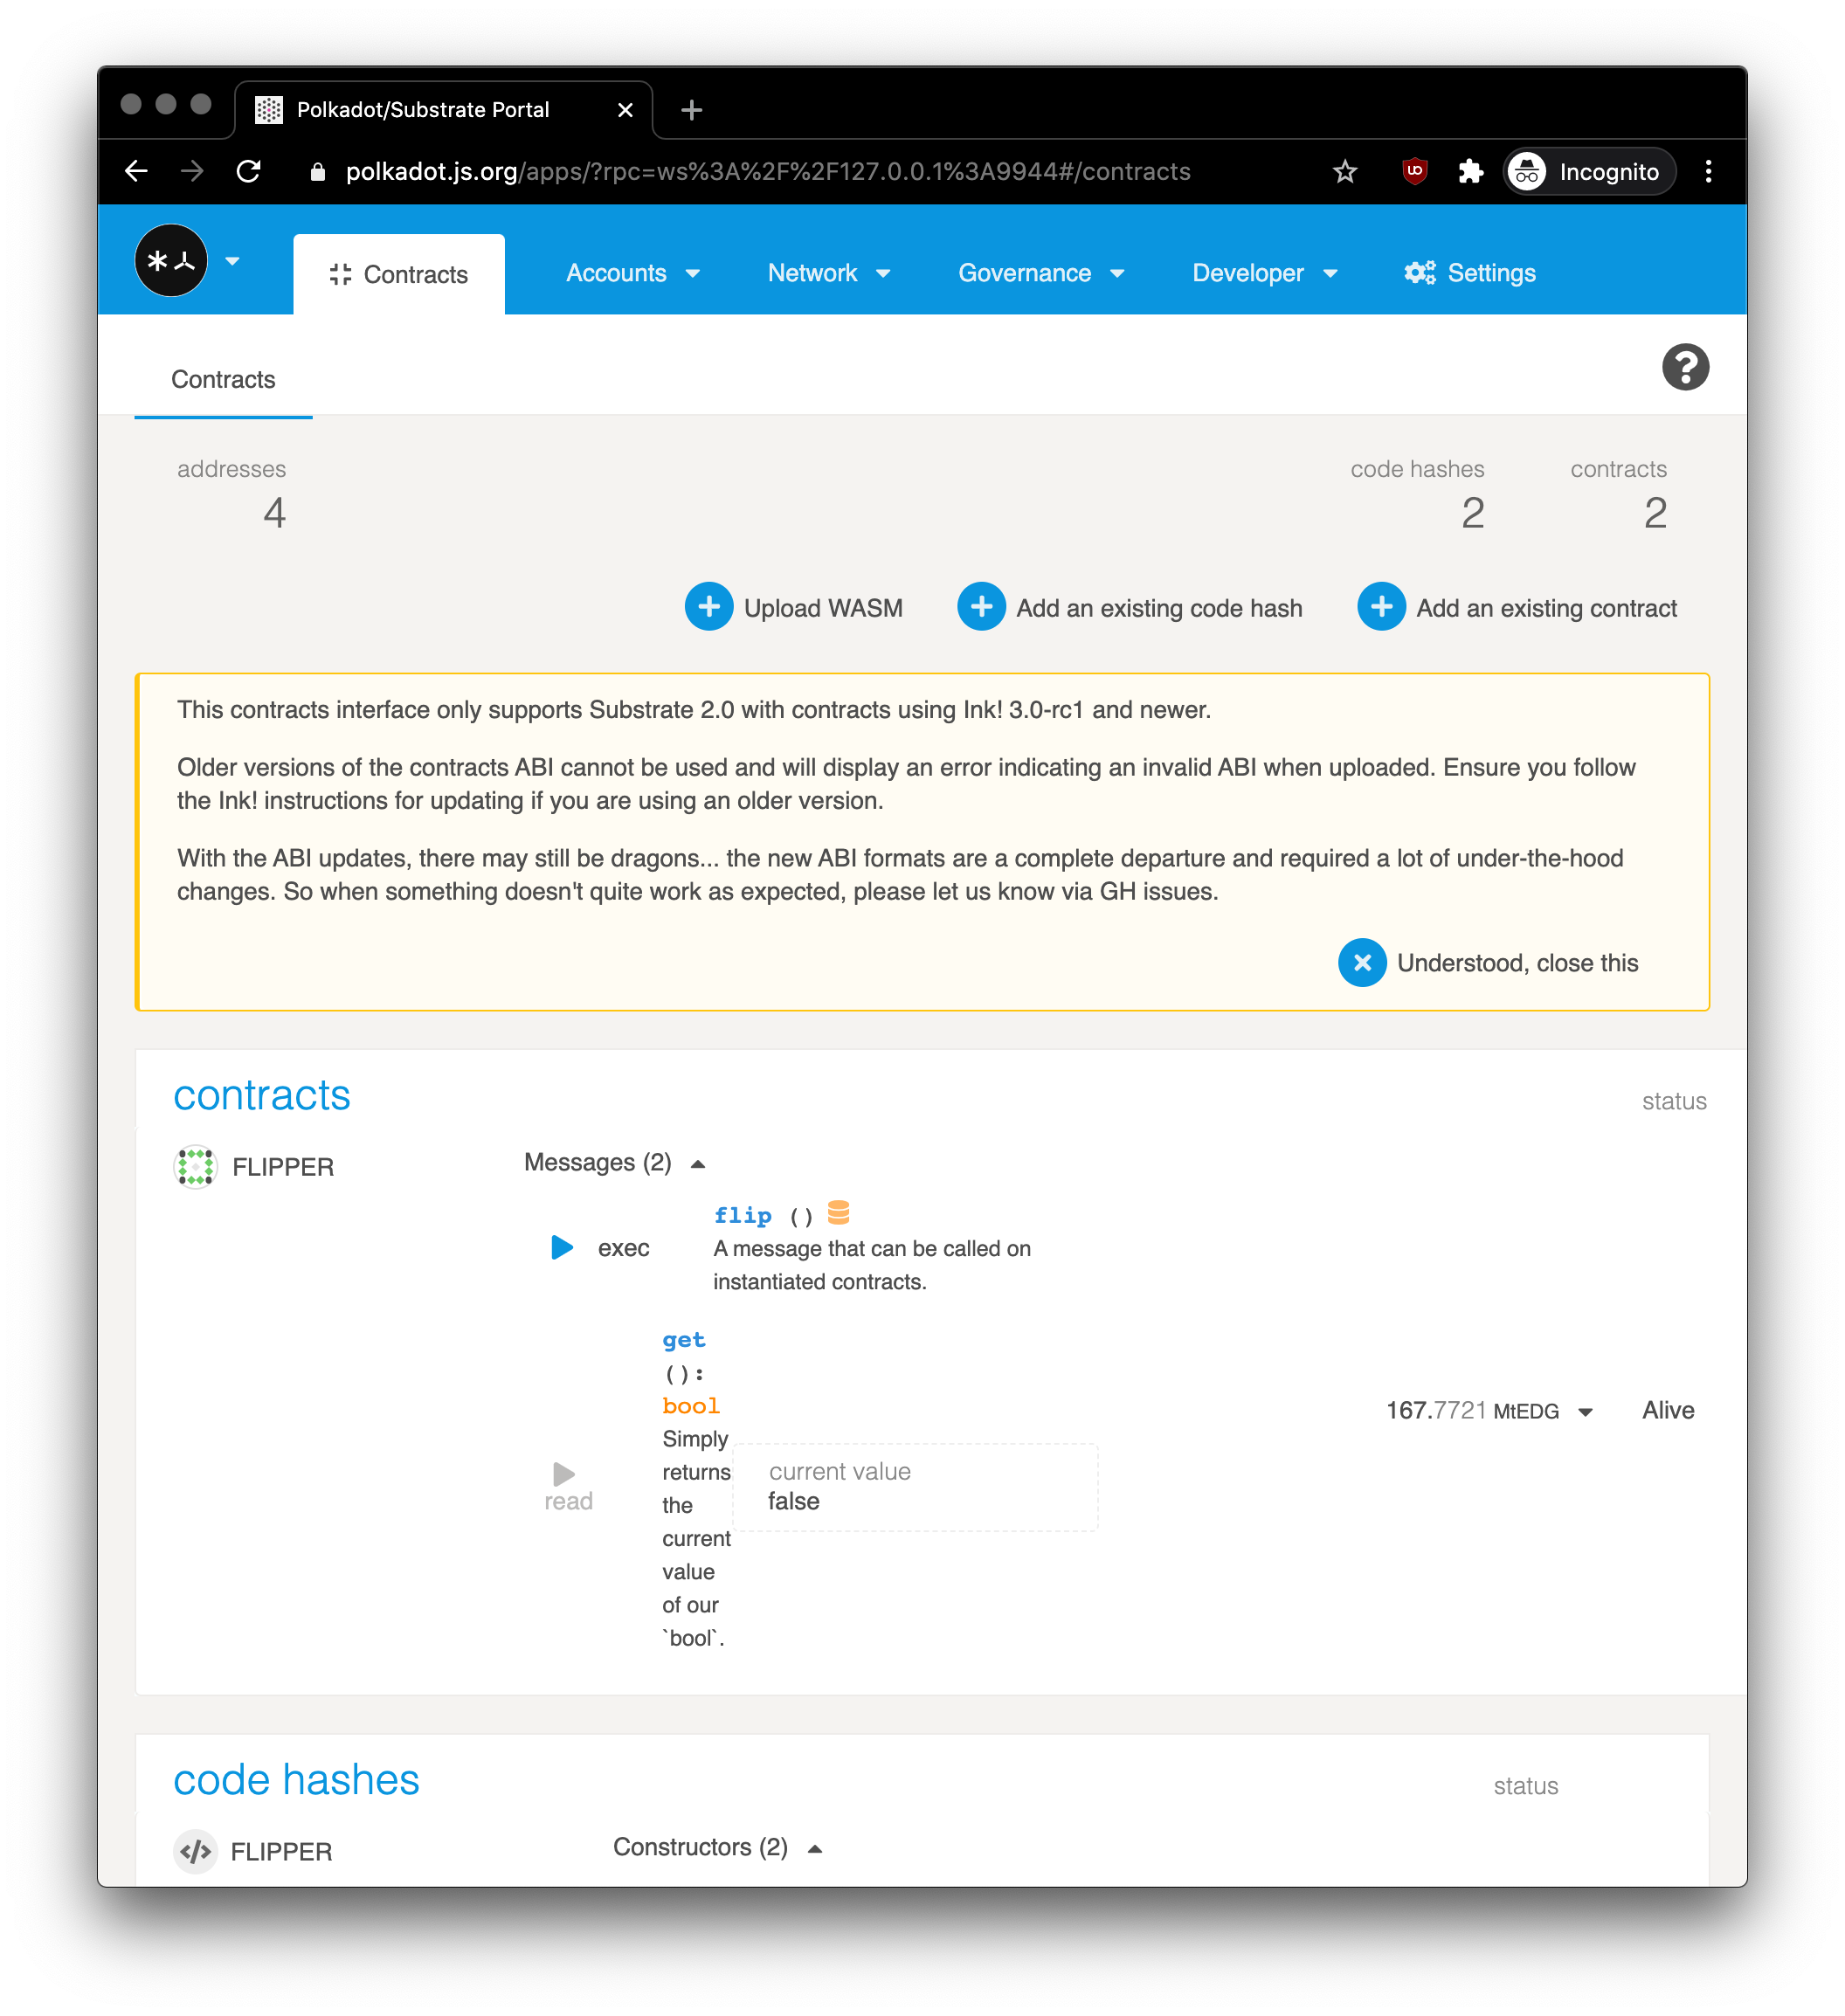 Polkadot/Substrate Portal
polkadot.js.org/apps/?rpc=ws%3A%2F%2F127.0.0.1%3A9944#/contracts
Incognito
Contracts
Accounts
Network
Governance
Developer
Settings
Contracts
addresses
4
code hashes
2
contracts
2
Upload WASM
Add an existing code hash
Add an existing contract
This contracts interface only supports Substrate 2.0 with contracts using Ink! 3.0-rc1 and newer.
Older versions of the contracts ABI cannot be used and will display an error indicating an invalid ABI when uploaded. Ensure you follow
the Ink! instructions for updating if you are using an older version.
With the ABI updates, there may still be dragons... the new ABI formats are a complete departure and required a lot of under-the-hood
changes. So when something doesn't quite work as expected, please let us know via GH issues.
Understood, close this
contracts
status
FLIPPER
Messages (2)
exec
flip ()
A message that can be called on
instantiated contracts.
read
get
():
bool
Simply
returns
the
current
value
of our
`bool`.
current value
false
167.7721 MtEDG
Alive
code hashes
status
FLIPPER
Constructors (2)